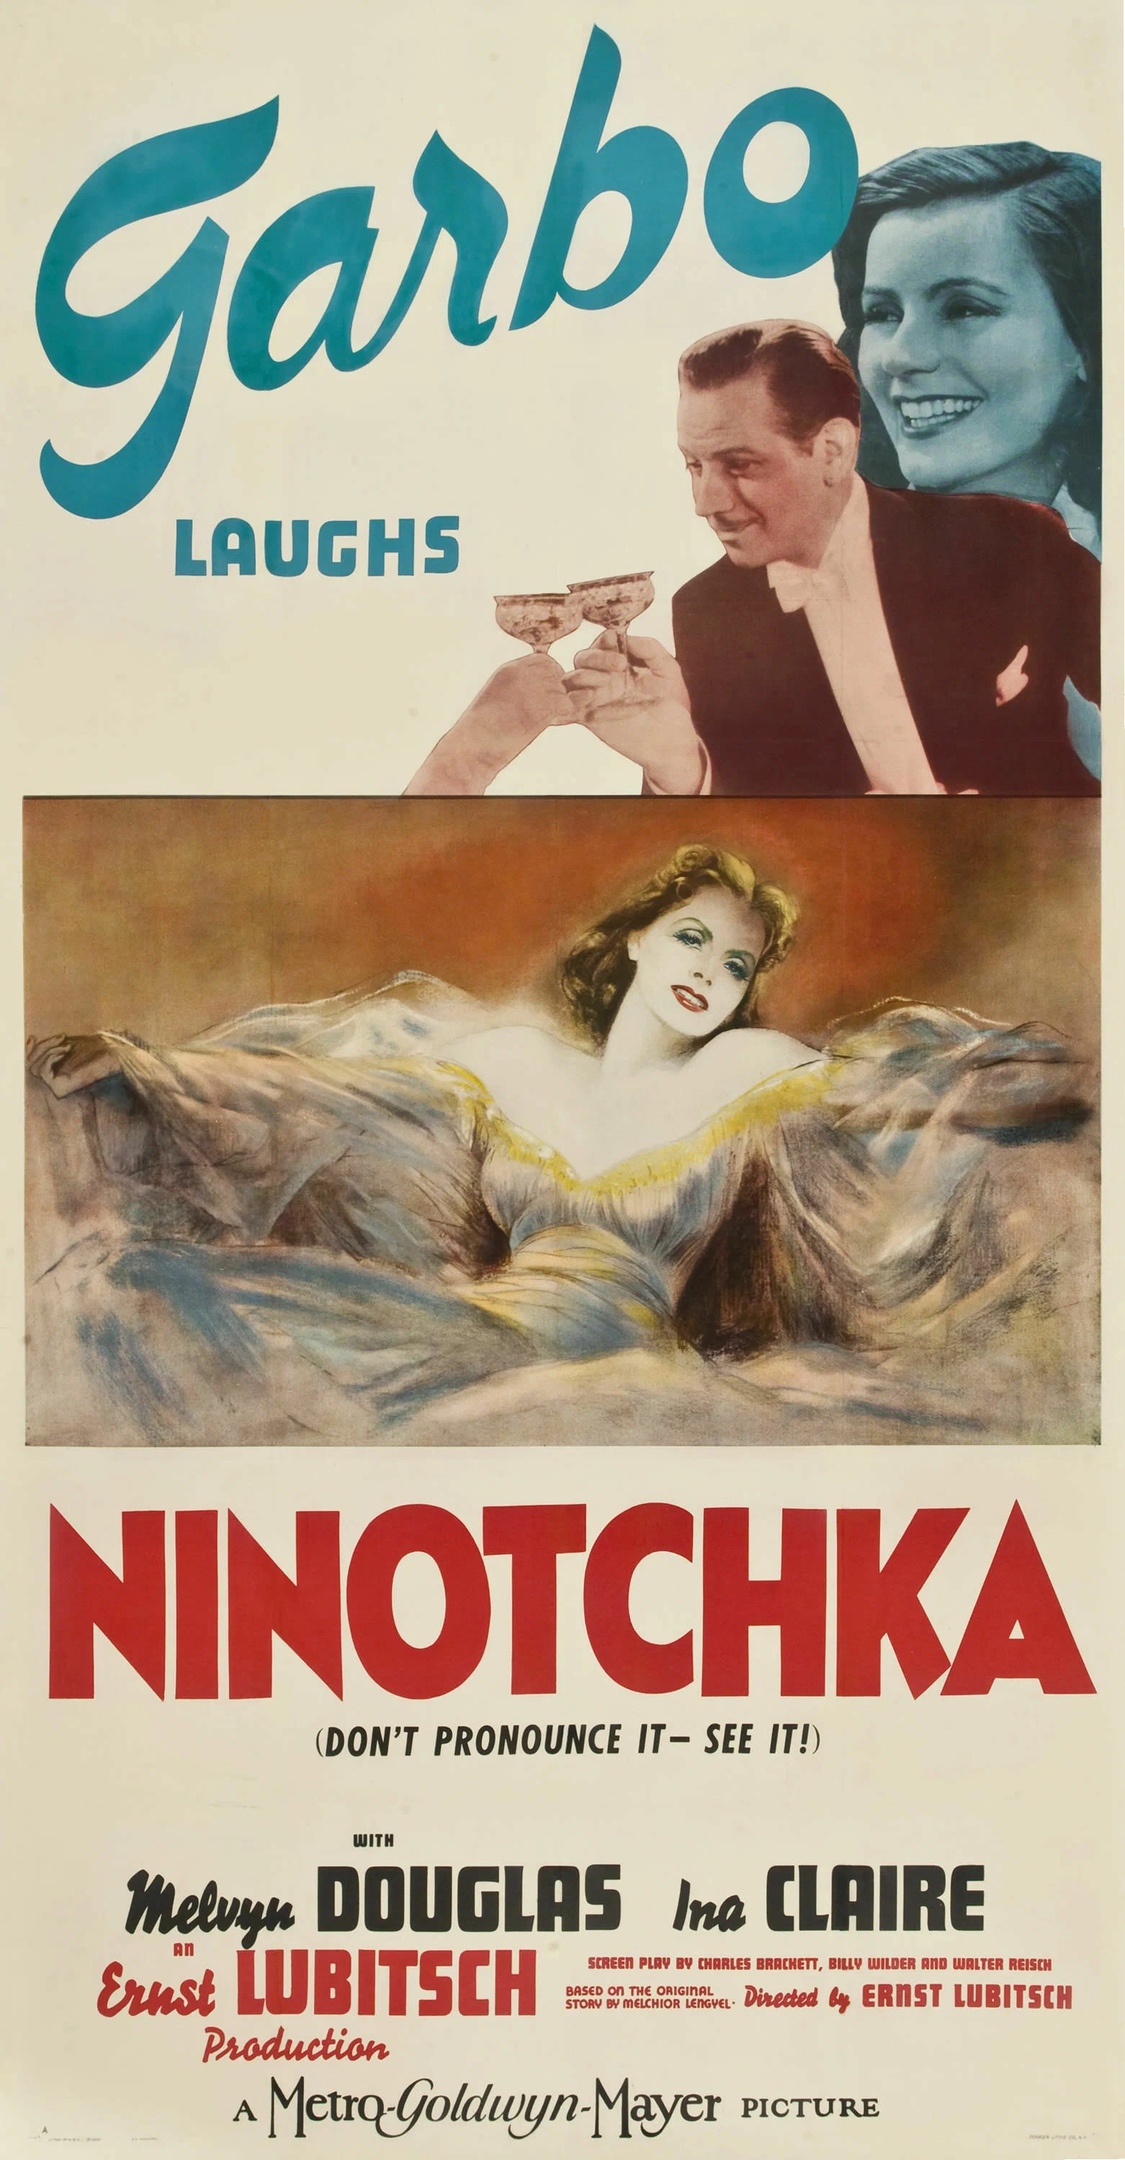 Garbo
LAUGHS
NINOTCHKA
(DON'T PRONOUNCE IT— SEE IT!)
WITH
Melvyn DOUGLAS Ina CLAIRE
AN
Ernst LUBITSCH
Production
SCREEN PLAY BY CHARLES BRACKETT, BILLY WILDER AND WALTER REISCH
BASED ON THE ORIGINAL
STORY BY MELCHIOR LENGYEL· Directed by ERNST LUBITSCH
A Metro-Goldwyn-Mayer PICTURE
A